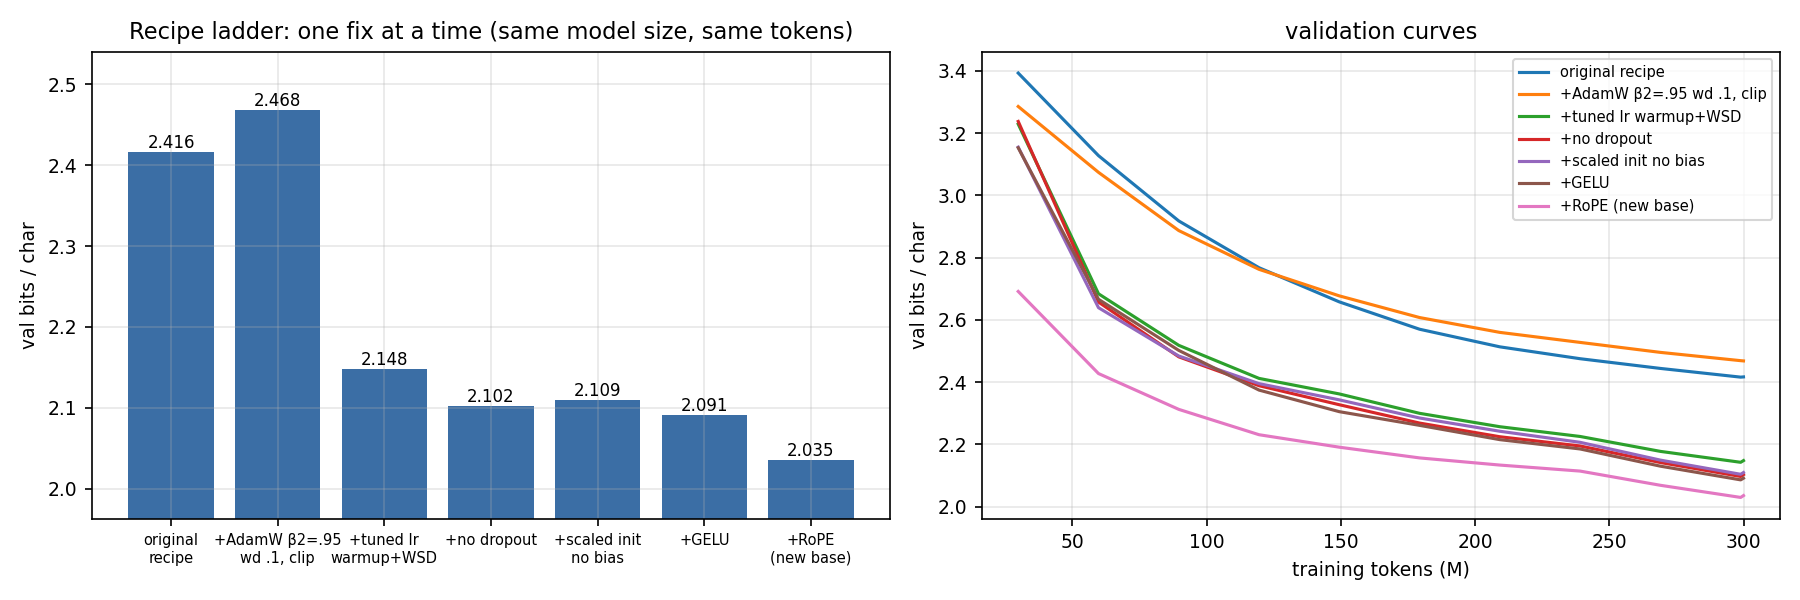 Recipe ladder: one fix at a time (same model size, same tokens)
val bits / char
2.5
2.4
2.3
2.2
2.1
2.0
2.416
2.468
2.148
2.102
2.109
2.091
2.035
original
recipe
+AdamW β2=.95
wd .1, clip
+tuned lr
warmup+WSD
+no dropout
+scaled init
no bias
+GELU
+RoPE
(new base)
validation curves
val bits / char
3.4
3.2
3.0
2.8
2.6
2.4
2.2
2.0
original recipe
+AdamW β2=.95 wd .1, clip
+tuned lr warmup+WSD
+no dropout
+scaled init no bias
+GELU
+RoPE (new base)
50
100
150
200
250
300
training tokens (M)